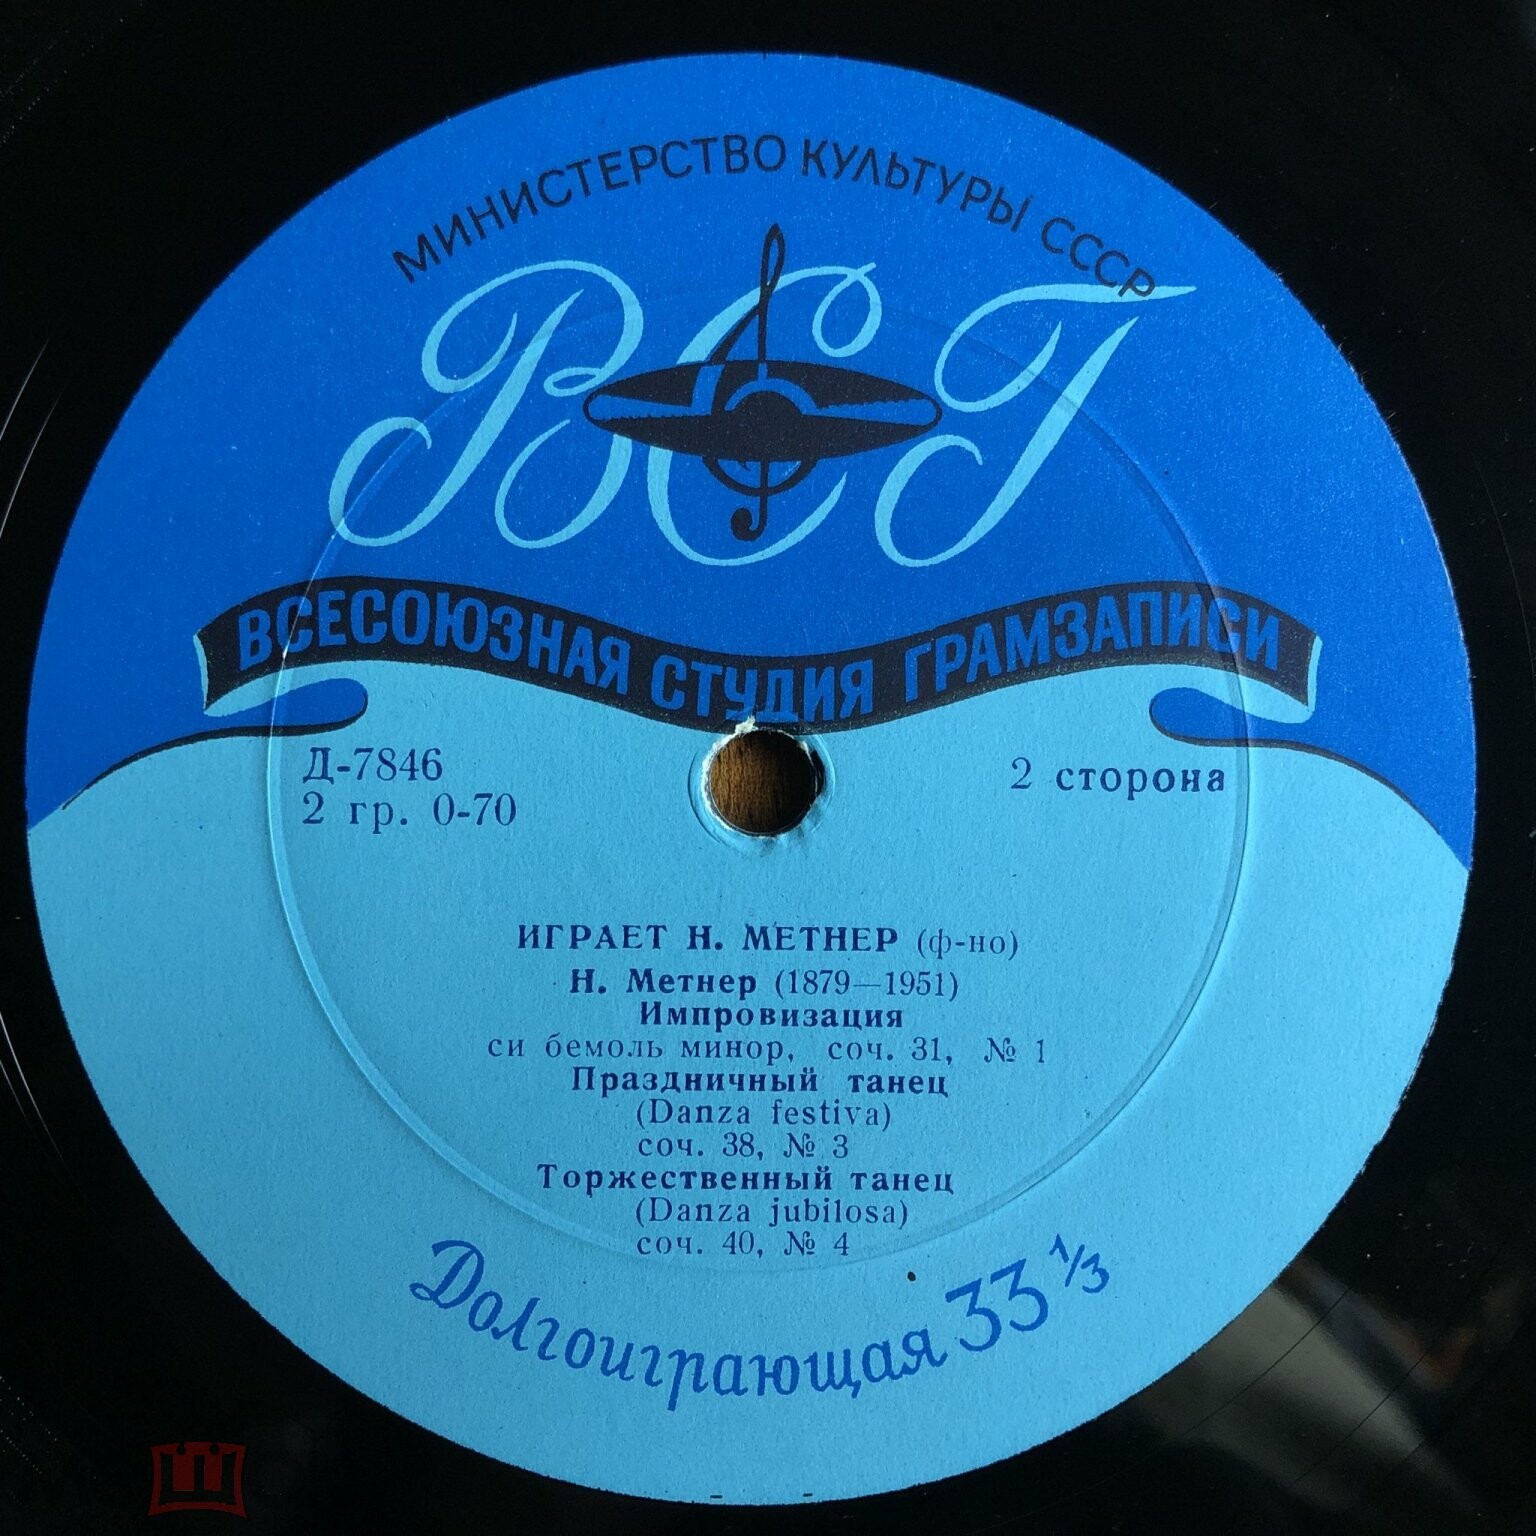 МИНИСТЕРСТВО КУЛЬТУРЫ СССР
ВСГ
ВСЕСОЮЗНАЯ СТУДИЯ ГРАМЗАПИСИ
Д-7846
2 гр. 0-70
2 сторона
ИГРАЕТ Н. МЕТНЕР (ф-но)
Н. Метнер (1879—1951)
Импровизация
си бемоль минор, соч. 31, № 1
Праздничный танец
(Danza festiva)
соч. 38, № 3
Торжественный танец
(Danza jubilosa)
соч. 40, № 4
Долгоиграющая 33 1/3